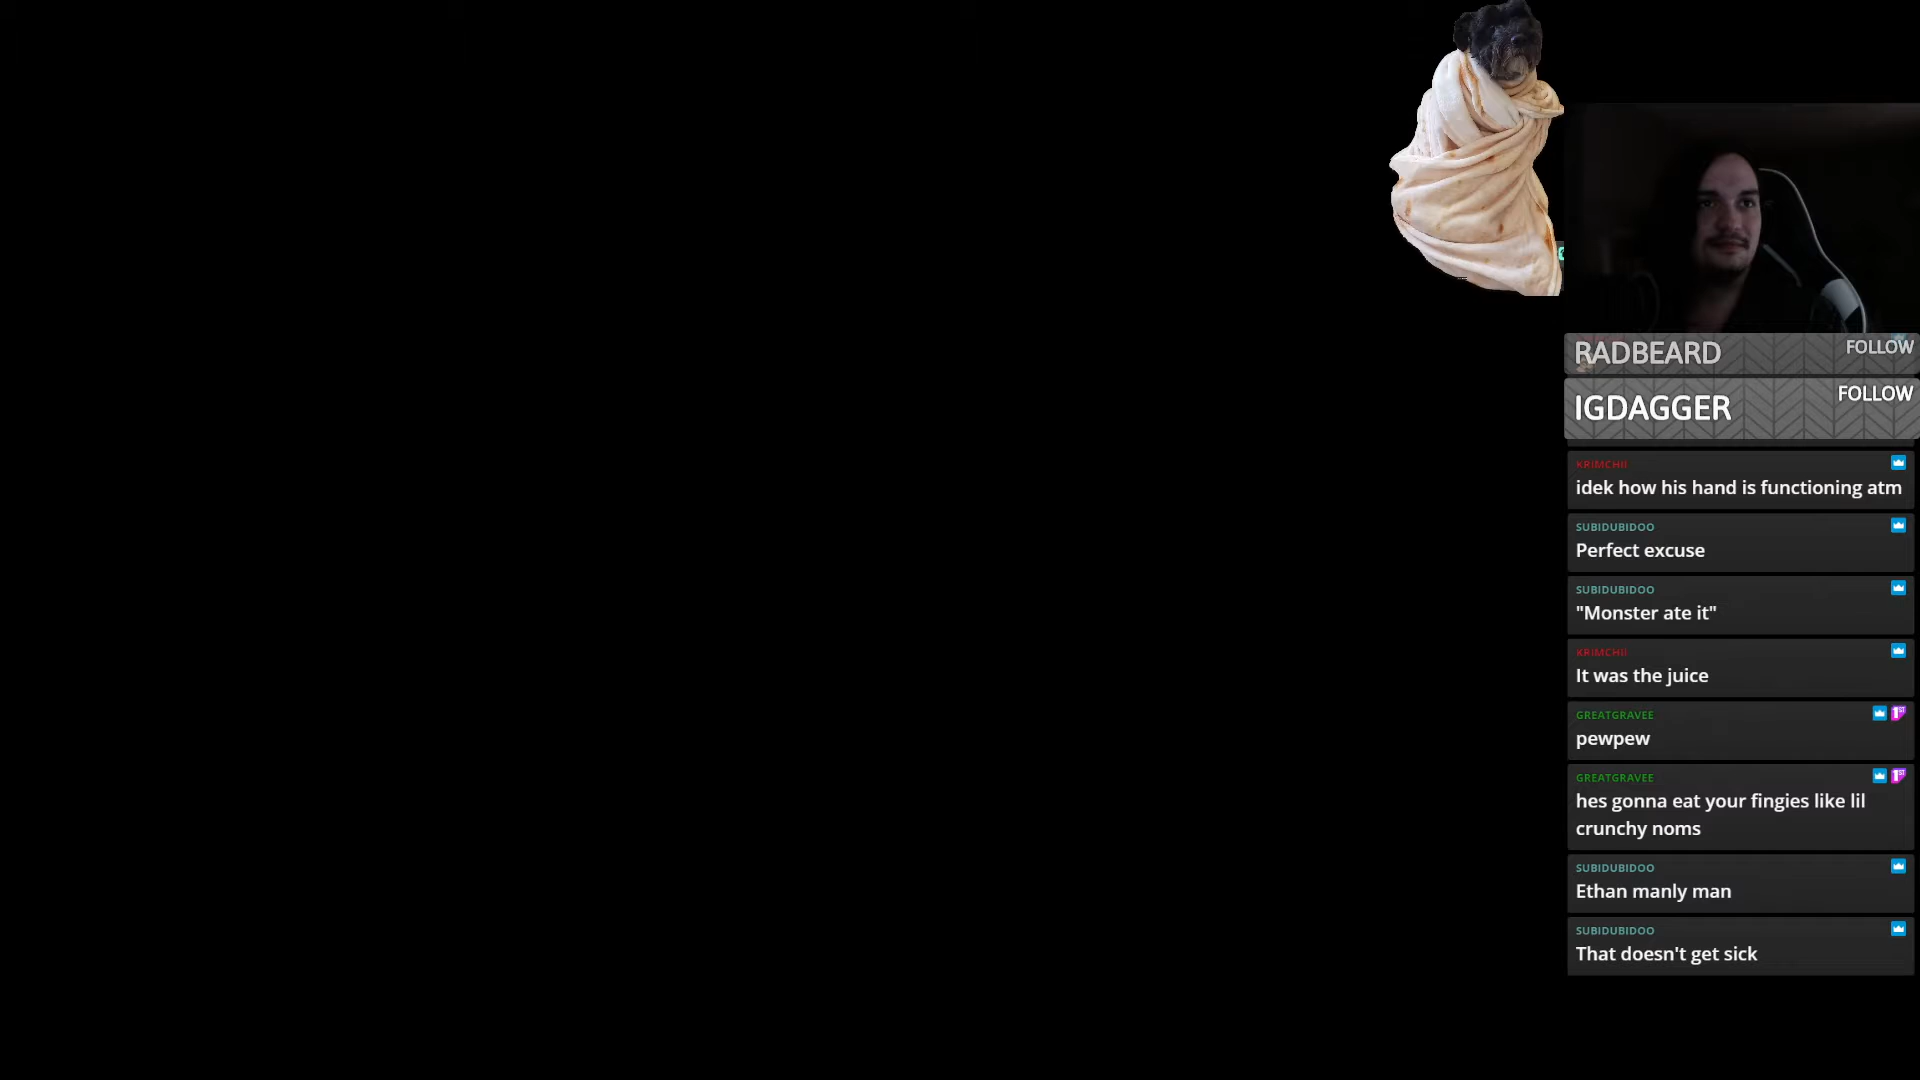 RADBEARD
FOLLOW
IGDAGGER
FOLLOW
KRIMCHII
idek how his hand is functioning atm
SUBIDUBIDOO
Perfect excuse
SUBIDUBIDOO
"Monster ate it"
KRIMCHII
It was the juice
GREATGRAVEE
1ST
pewpew
GREATGRAVEE
1ST
hes gonna eat your fingies like lil
crunchy noms
SUBIDUBIDOO
Ethan manly man
SUBIDUBIDOO
That doesn't get sick